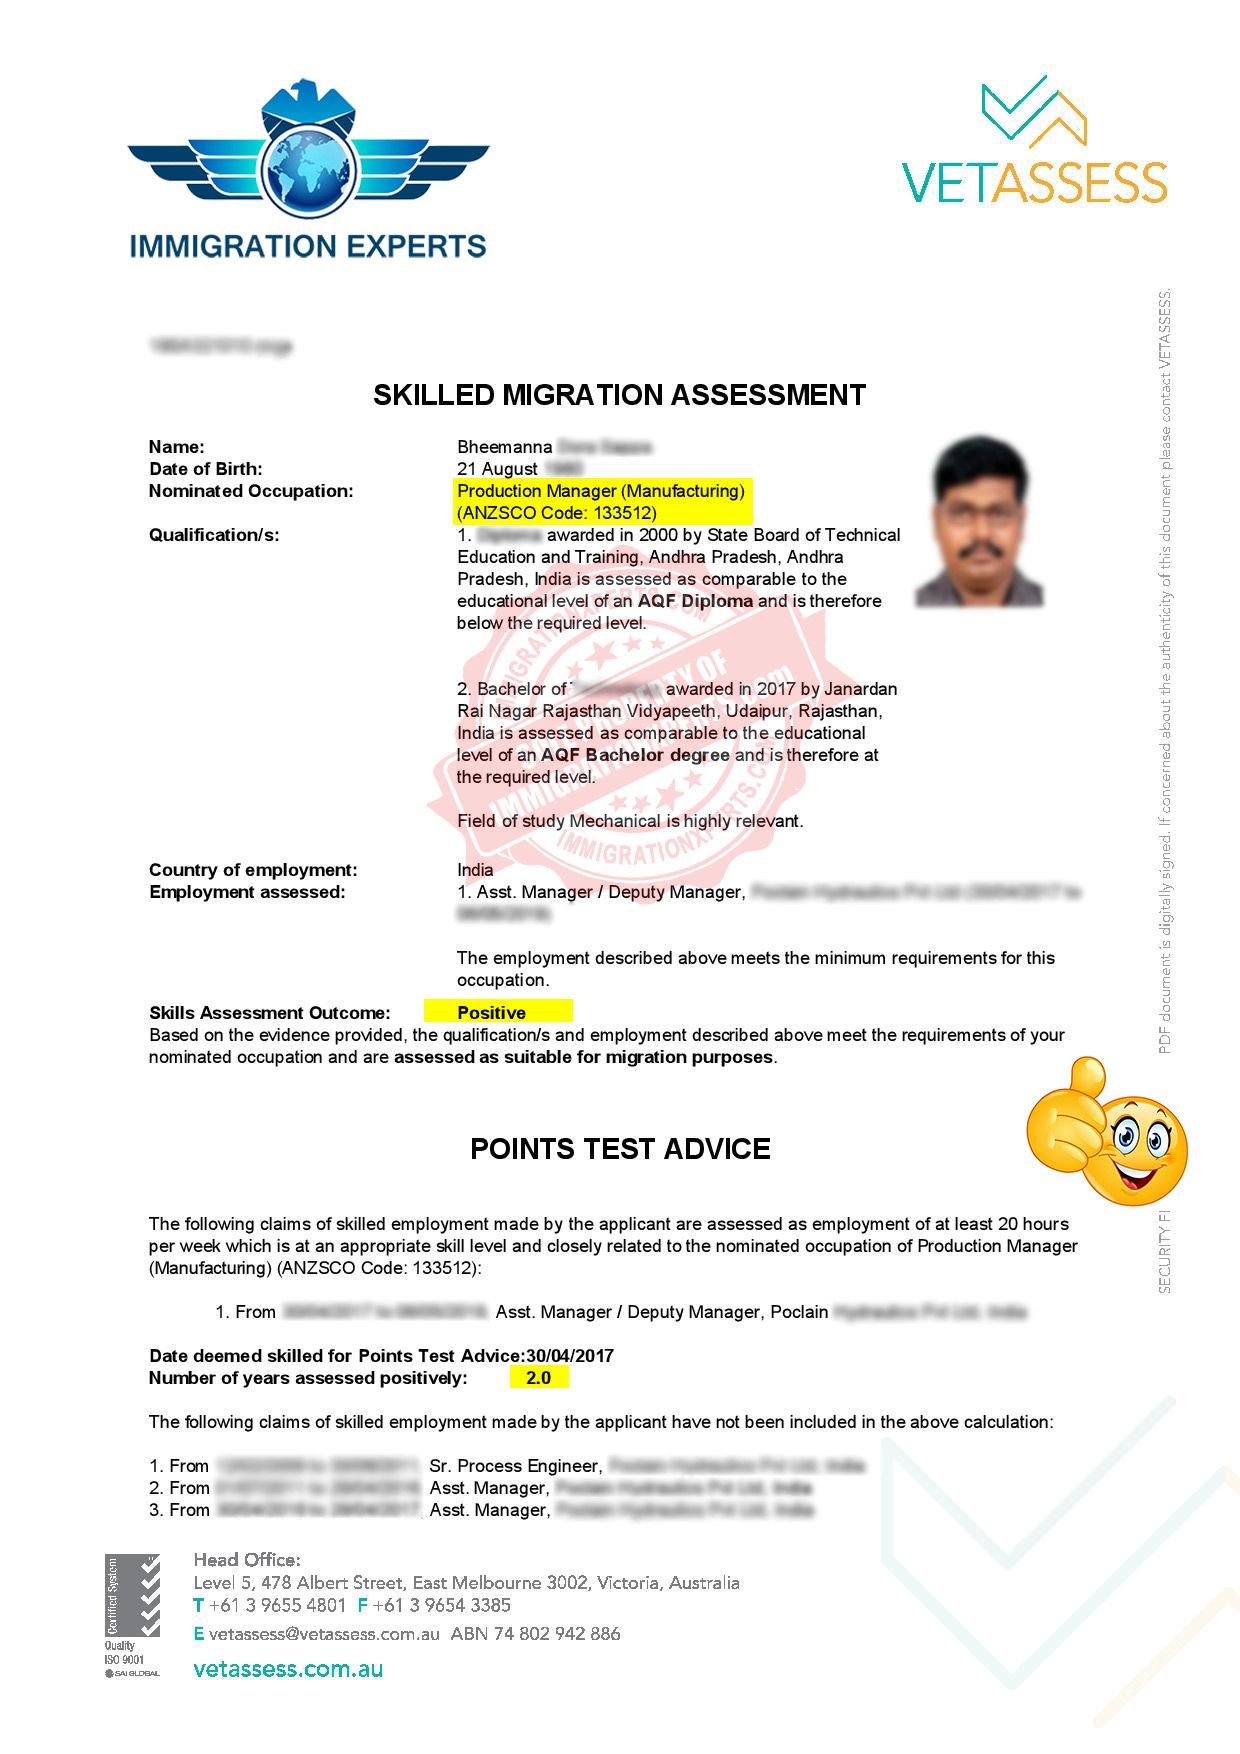 IMMIGRATION EXPERTS
VETASSESS
SKILLED MIGRATION ASSESSMENT
Name: Bheemanna
Date of Birth: 21 August
Nominated Occupation: Production Manager (Manufacturing)
(ANZSCO Code: 133512)
Qualification/s: 1. awarded in 2000 by State Board of Technical
Education and Training, Andhra Pradesh, Andhra
Pradesh, India is assessed as comparable to the
educational level of an AQF Diploma and is therefore
below the required level.
2. Bachelor of awarded in 2017 by Janardan
Rai Nagar Rajasthan Vidyapeeth, Udaipur, Rajasthan,
India is assessed as comparable to the educational
level of an AQF Bachelor degree and is therefore at
the required level.
Field of study Mechanical is highly relevant.
IMMIGRATIONXPERTS.COM
PROPERTY OF
IMMIGRATIONXPERTS.com
IMMIGRATIONXPERTS.COM
Country of employment: India
Employment assessed: 1. Asst. Manager / Deputy Manager,
The employment described above meets the minimum requirements for this
occupation.
Skills Assessment Outcome: Positive
Based on the evidence provided, the qualification/s and employment described above meet the requirements of your
nominated occupation and are assessed as suitable for migration purposes.
POINTS TEST ADVICE
The following claims of skilled employment made by the applicant are assessed as employment of at least 20 hours
per week which is at an appropriate skill level and closely related to the nominated occupation of Production Manager
(Manufacturing) (ANZSCO Code: 133512):
1. From Asst. Manager / Deputy Manager, Poclain
Date deemed skilled for Points Test Advice:30/04/2017
Number of years assessed positively: 2.0
The following claims of skilled employment made by the applicant have not been included in the above calculation:
1. From Sr. Process Engineer,
2. From Asst. Manager,
3. From Asst. Manager,
SECURITY FI
PDF document is digitally signed. If concerned about the authenticity of this document please contact VETASSESS.
Certified System
Quality
ISO 9001
SAI GLOBAL
Head Office:
Level 5, 478 Albert Street, East Melbourne 3002, Victoria, Australia
T +61 3 9655 4801 F +61 3 9654 3385
E vetassess@vetassess.com.au ABN 74 802 942 886
vetassess.com.au